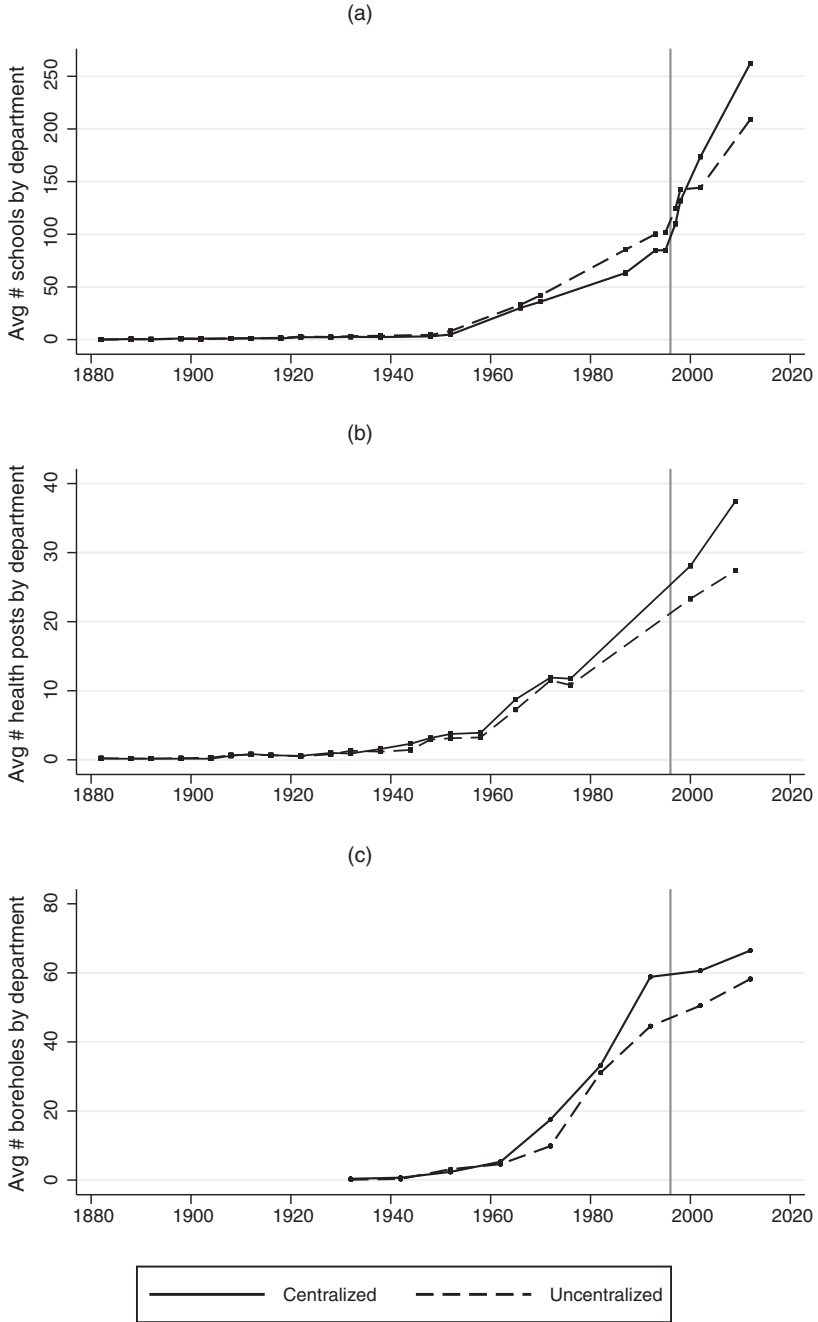 (a)
Avg # schools by department
250
200
150
100
50
0
1880 1900 1920 1940 1960 1980 2000 2020
(b)
Avg # health posts by department
40
30
20
10
0
1880 1900 1920 1940 1960 1980 2000 2020
(c)
Avg # boreholes by department
80
60
40
20
0
1880 1900 1920 1940 1960 1980 2000 2020
Centralized Uncentralized